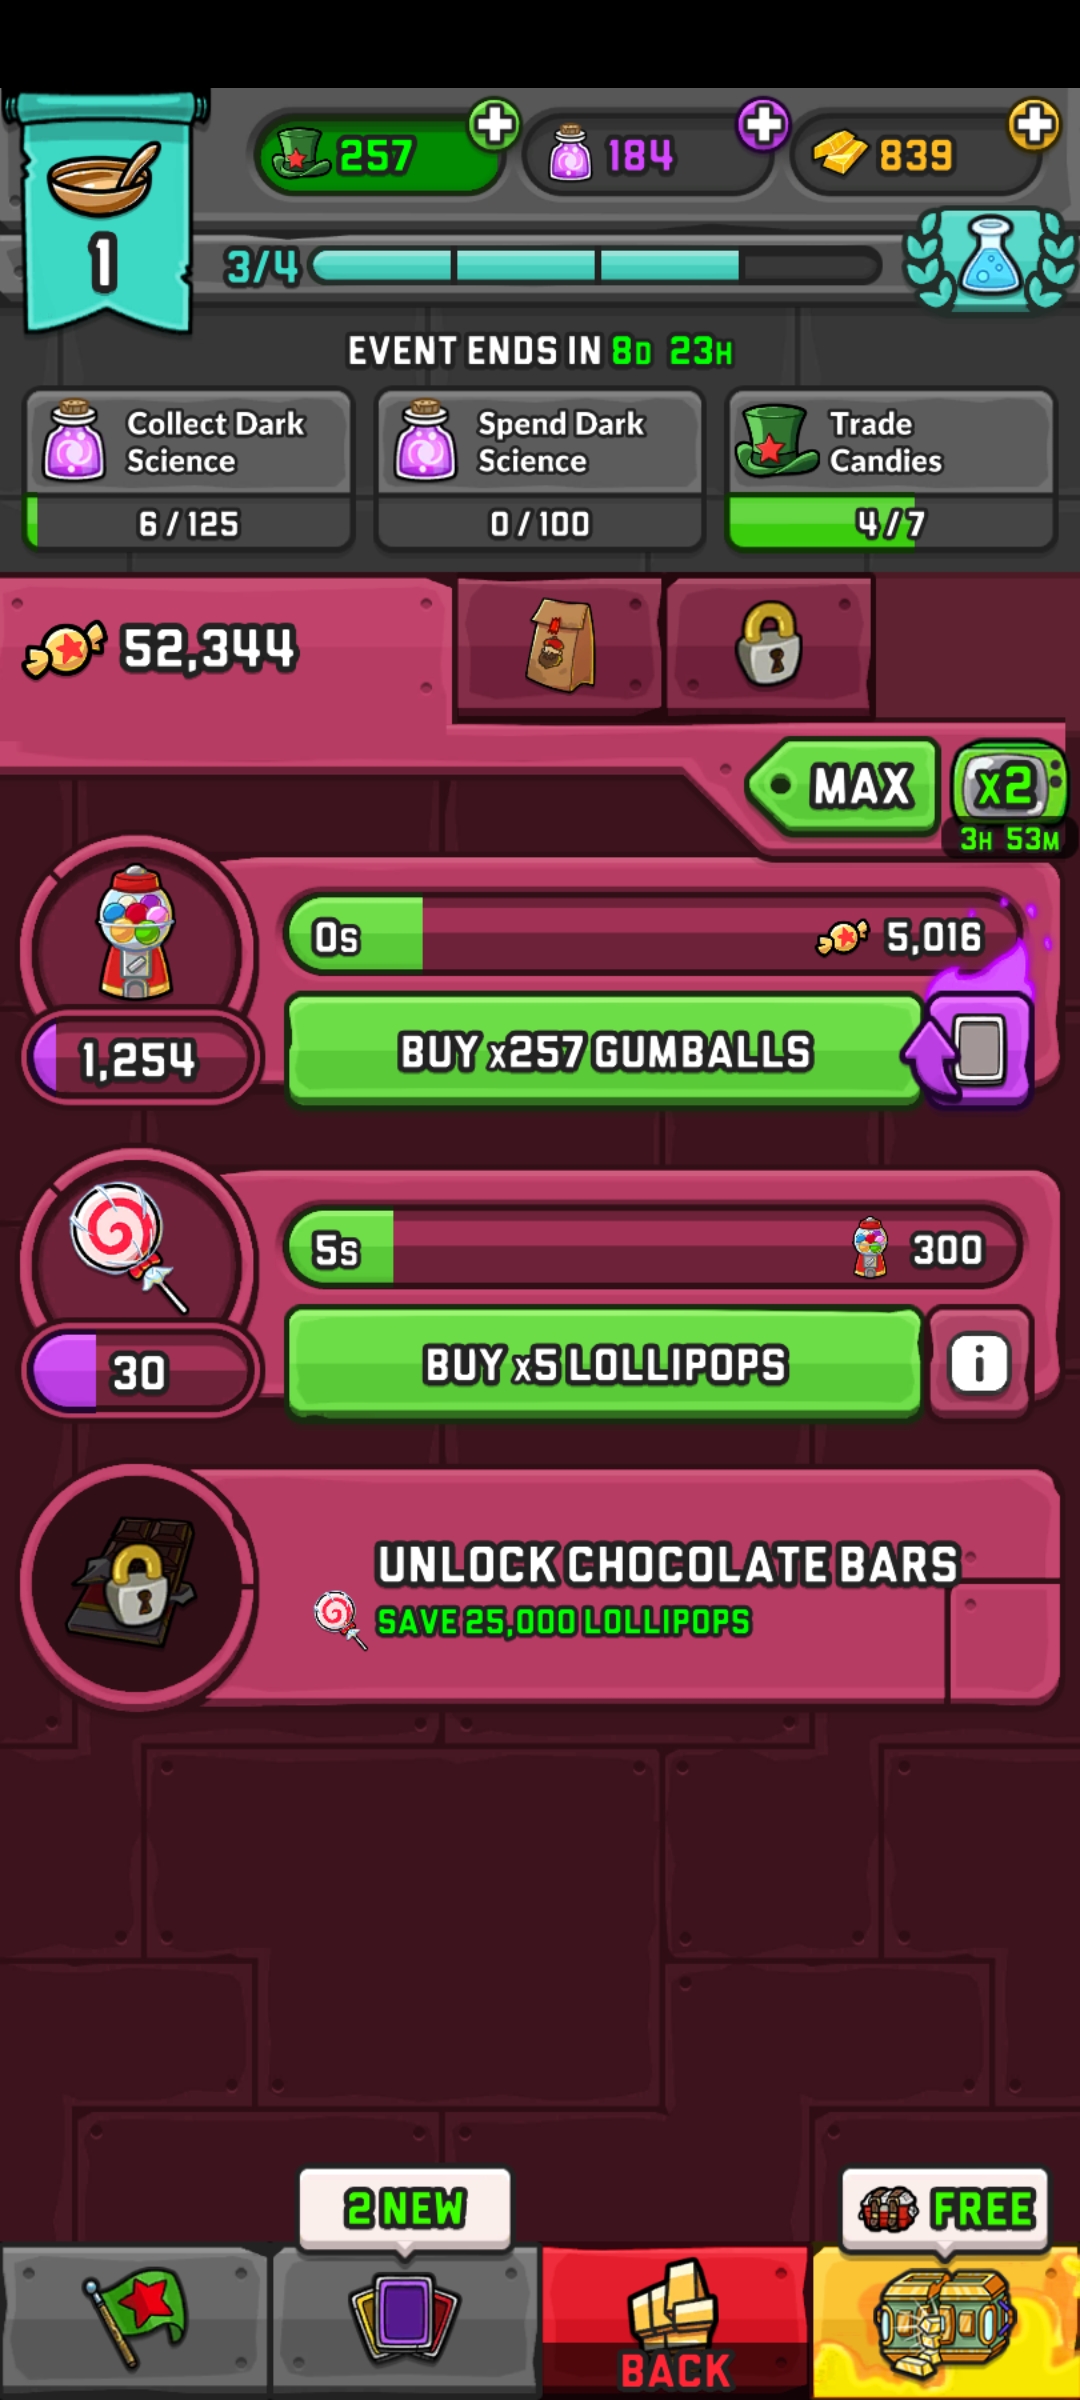 257
184
839
1
3/4
EVENT ENDS IN 8D 23H
Collect Dark
Science
6 / 125
Spend Dark
Science
0 / 100
Trade
Candies
4 / 7
52,344
MAX
x2
3H 53M
0s
5,016
1,254
BUY x257 GUMBALLS
5s
300
30
BUY x5 LOLLIPOPS
i
UNLOCK CHOCOLATE BARS
SAVE 25,000 LOLLIPOPS
2 NEW
FREE
BACK